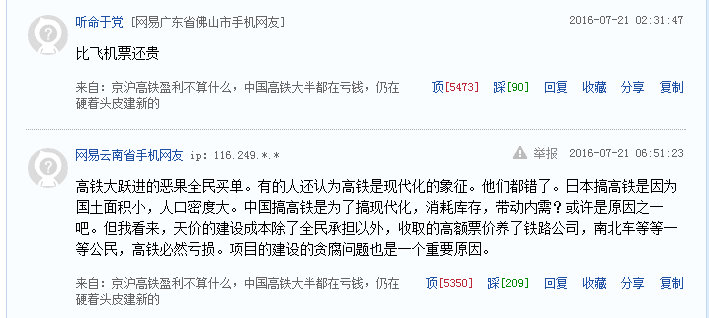 听命于党 [网易广东省佛山市手机网友] 2016-07-21 02:31:47
比飞机票还贵
来自：京沪高铁盈利不算什么，中国高铁大半都在亏钱，仍在 顶[5473] 踩[90] 回复 收藏 分享 复制
硬着头皮建新的
网易云南省手机网友 ip: 116.249.*.* 举报 2016-07-21 06:51:23
高铁大跃进的恶果全民买单。有的人还认为高铁是现代化的象征。他们都错了。日本搞高铁是因为
国土面积小，人口密度大。中国搞高铁是为了搞现代化，消耗库存，带动内需？或许是原因之一
吧。但我看来，天价的建设成本除了全民承担以外，收取的高额票价养了铁路公司，南北车等等一
等公民，高铁必然亏损。项目的建设的贪腐问题也是一个重要原因。
来自：京沪高铁盈利不算什么，中国高铁大半都在亏钱，仍在 顶[5350] 踩[209] 回复 收藏 分享 复制
硬着头皮建新的